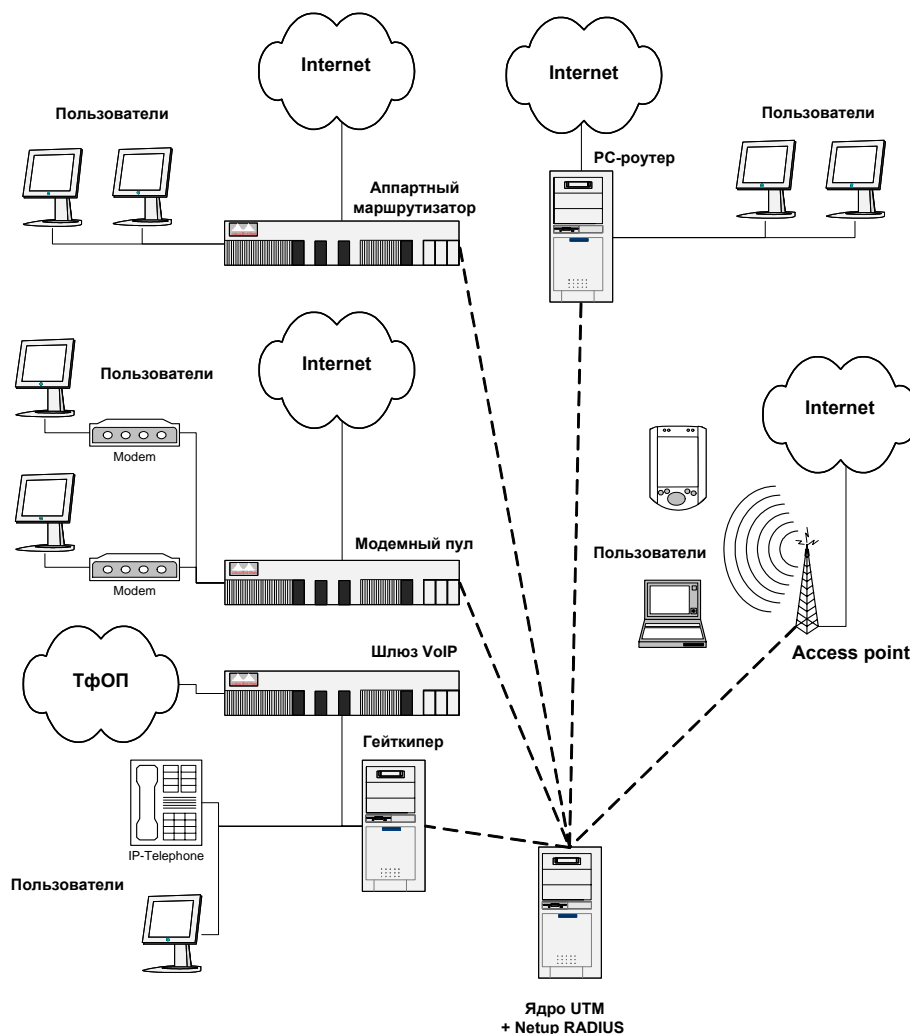 Internet
Internet
Пользователи
Пользователи
PC-роутер
Аппартный
маршрутизатор
Internet
Пользователи
Internet
Modem
Модемный пул
Пользователи
Modem
Шлюз VoIP
Access point
ТфОП
Гейткипер
IP-Telephone
Пользователи
Ядро UTM
+ Netup RADIUS